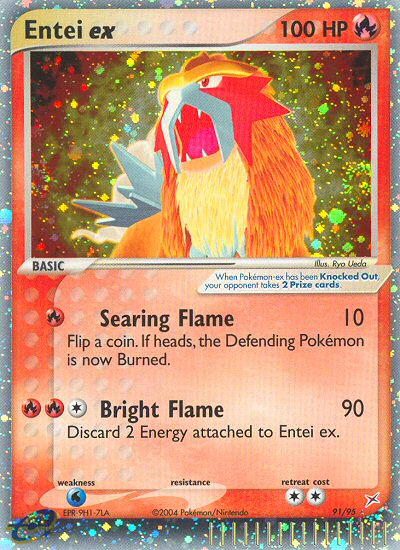 Entei ex 100 HP
BASIC
Illus. Ryo Ueda
When Pokémon-ex has been Knocked Out,
your opponent takes 2 Prize cards.
Searing Flame 10
Flip a coin. If heads, the Defending Pokémon
is now Burned.
Bright Flame 90
Discard 2 Energy attached to Entei ex.
weakness resistance retreat cost
EPR-9H1-7LA ©2004 Pokémon/Nintendo 91/95